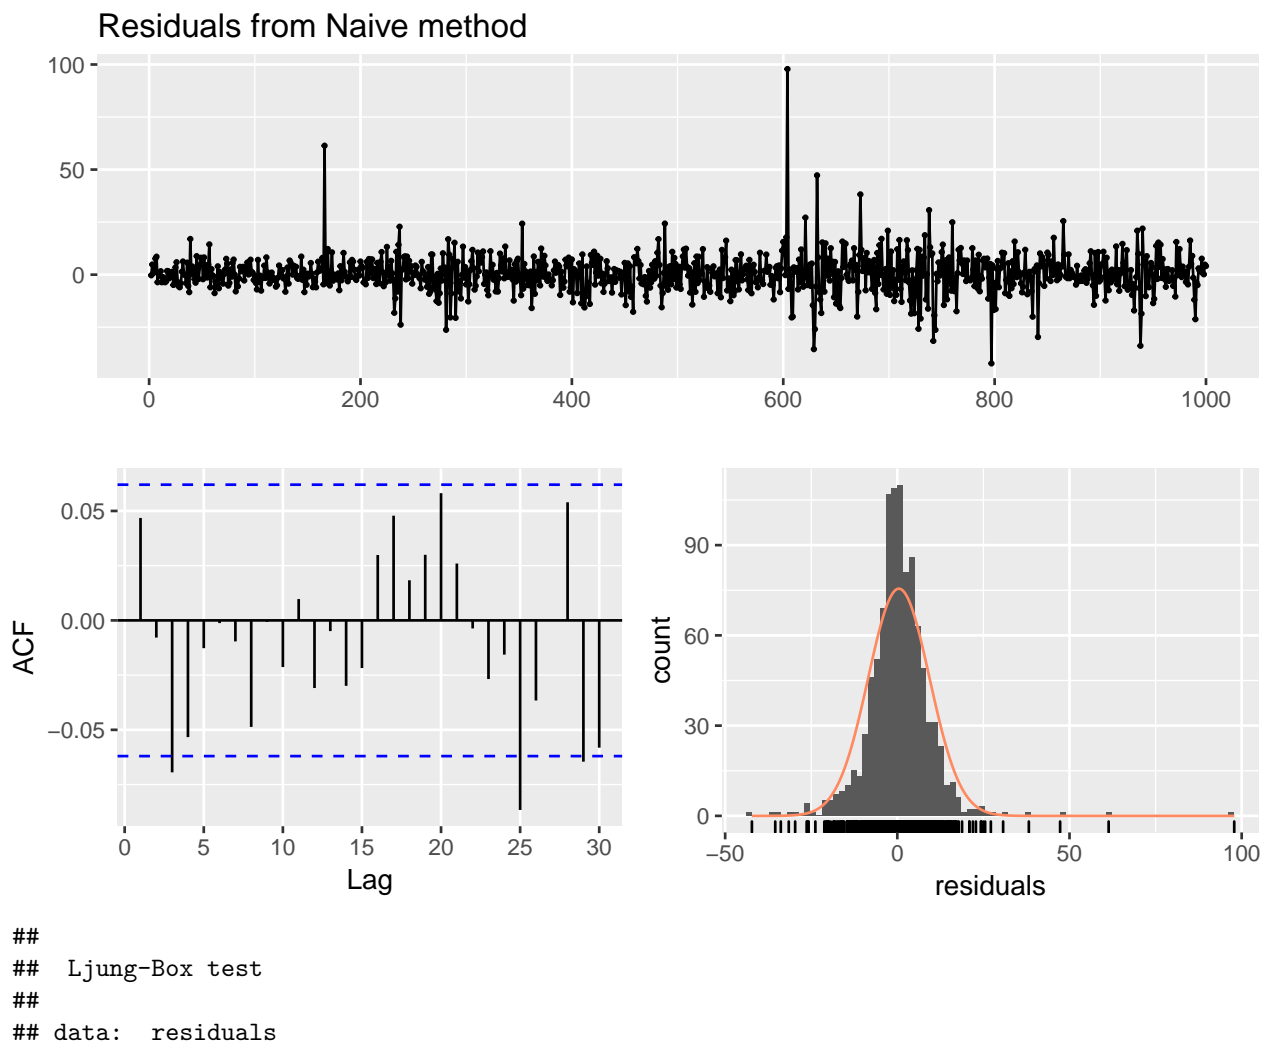 Residuals from Naive method
100
50
0
0 200 400 600 800 1000
0.05
0.00
−0.05
ACF
0 5 10 15 20 25 30
Lag
90
60
30
0
count
−50 0 50 100
residuals
##
## Ljung-Box test
##
## data: residuals